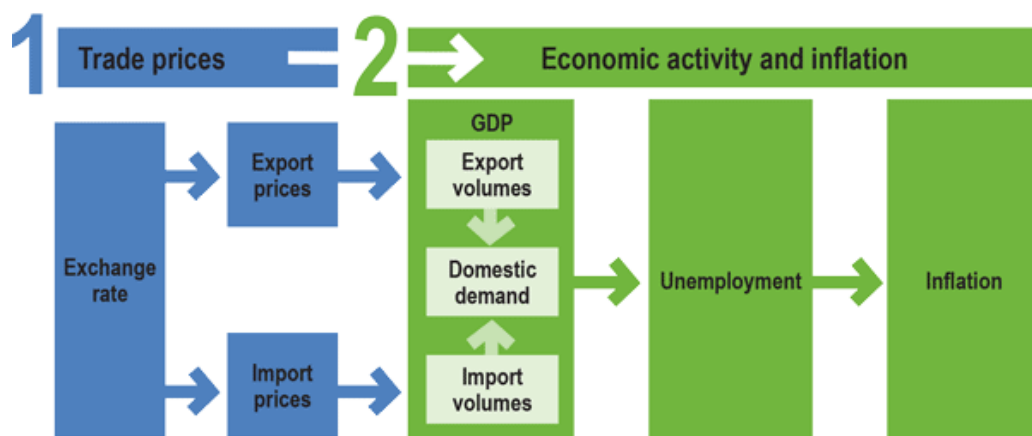 1 Trade prices
2 Economic activity and inflation
GDP
Export
prices
Export
volumes
Exchange
rate
Domestic
demand
Unemployment
Inflation
Import
prices
Import
volumes